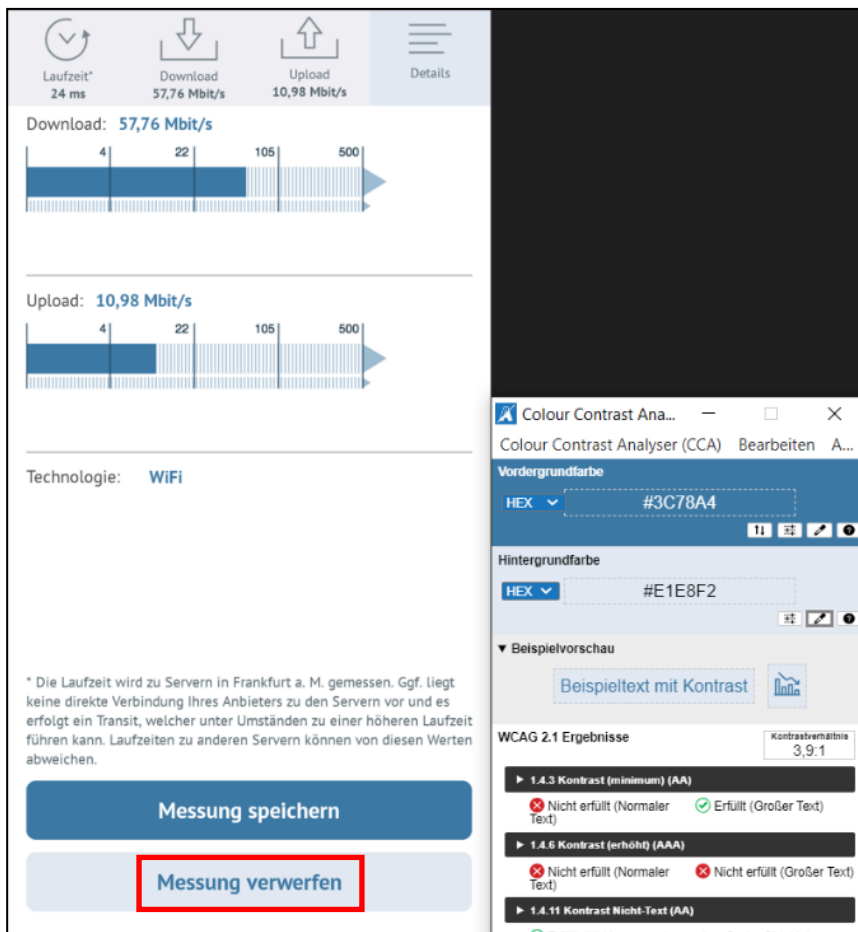 Laufzeit* Download Upload Details
24 ms 57,76 Mbit/s 10,98 Mbit/s
Download: 57,76 Mbit/s
4 22 105 500
Upload: 10,98 Mbit/s
4 22 105 500
Technologie: WiFi
* Die Laufzeit wird zu Servern in Frankfurt a. M. gemessen. Ggf. liegt
keine direkte Verbindung Ihres Anbieters zu den Servern vor und es
erfolgt ein Transit, welcher unter Umständen zu einer höheren Laufzeit
führen kann. Laufzeiten zu anderen Servern können von diesen Werten
abweichen.
Messung speichern
Messung verwerfen
Colour Contrast Ana...
Colour Contrast Analyser (CCA) Bearbeiten A...
Vordergrundfarbe
HEX #3C78A4
Hintergrundfarbe
HEX #E1E8F2
Beispielvorschau
Beispieltext mit Kontrast
WCAG 2.1 Ergebnisse Kontrastverhältnis
3,9:1
1.4.3 Kontrast (minimum) (AA)
Nicht erfüllt (Normaler Erfüllt (Großer Text)
Text)
1.4.6 Kontrast (erhöht) (AAA)
Nicht erfüllt (Normaler Nicht erfüllt (Großer Text)
Text)
1.4.11 Kontrast Nicht-Text (AA)